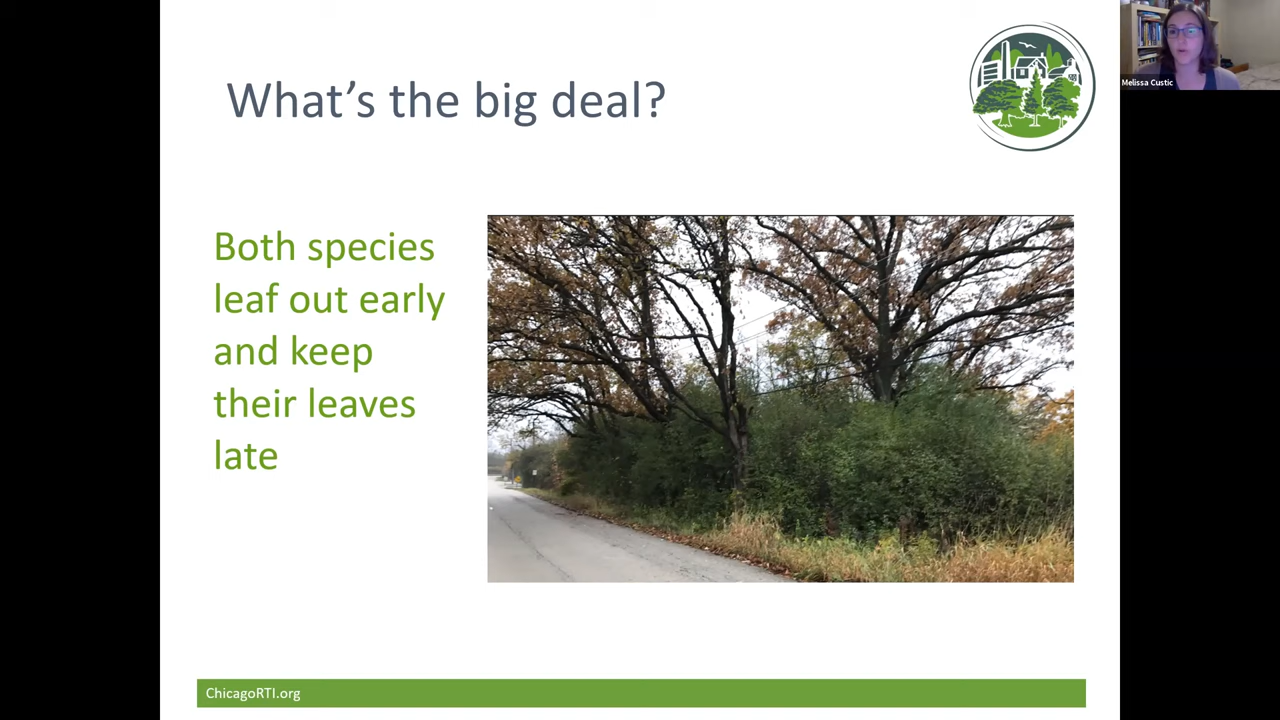 What's the big deal?
Melissa Custic
Both species
leaf out early
and keep
their leaves
late
ChicagoRTI.org